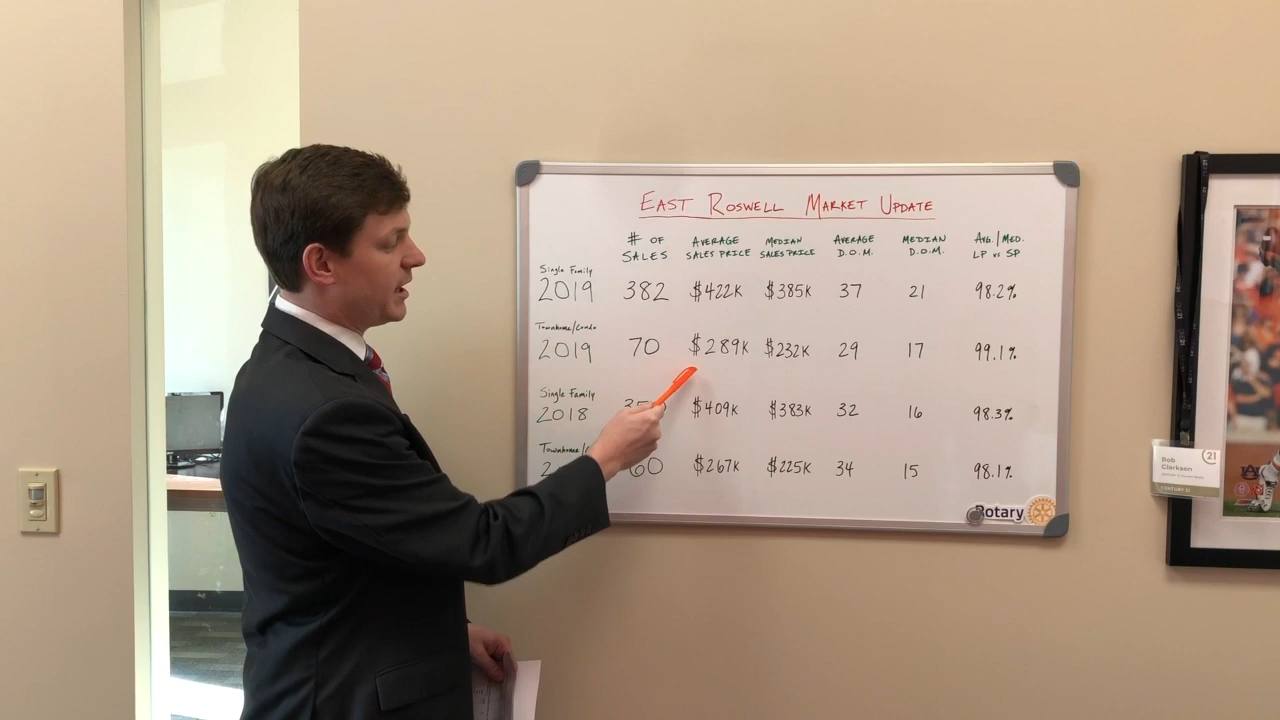 EAST ROSWELL MARKET UPDATE
# OF SALES AVERAGE SALES PRICE MEDIAN SALES PRICE AVERAGE D.O.M. MEDIAN D.O.M. AVG./MED. LP vs SP
Single Family
2019 382 $422K $385K 37 21 98.2%
Townhome/Condo
2019 70 $289K $232K 29 17 99.1%
Single Family
2018 $409K $383K 32 16 98.3%
60 $267K $225K 34 15 98.1%
Rotary
Bob
Clarkson
CENTURY 21
21